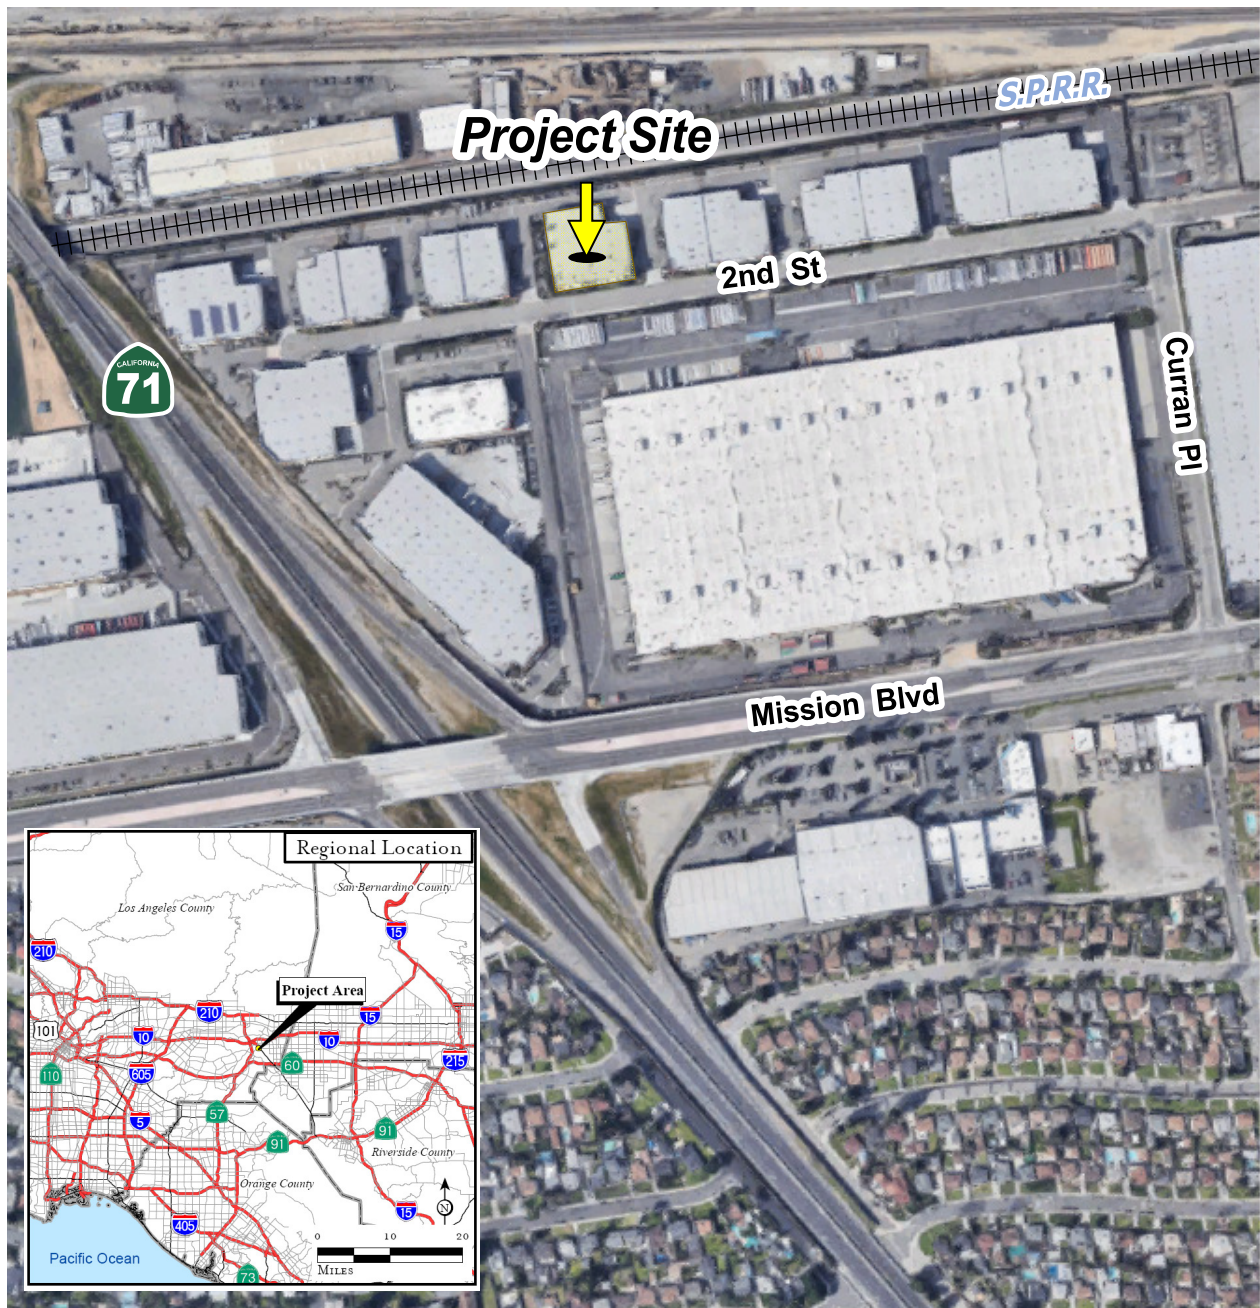 S.P.R.R.
Project Site
2nd St
CALIFORNIA
71
Curran Pl
Mission Blvd
Regional Location
San Bernardino County
Los Angeles County
15
210
Project Area
210
15
101
10
10
60
215
110
605
57
5
91
91
Riverside County
Orange County
N
15
405
0 10 20
MILES
Pacific Ocean
73